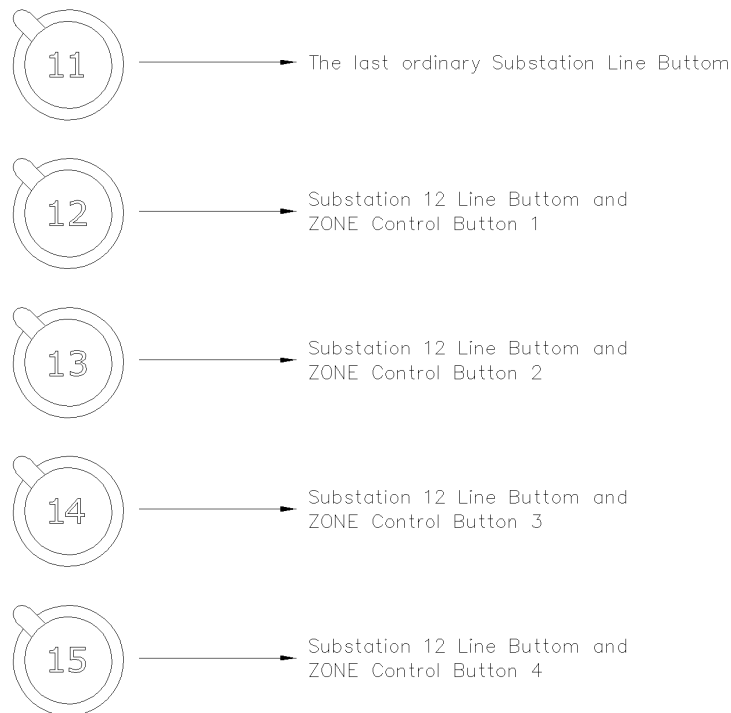 11
The last ordinary Substation Line Buttom
12
Substation 12 Line Buttom and
ZONE Control Button 1
13
Substation 12 Line Buttom and
ZONE Control Button 2
14
Substation 12 Line Buttom and
ZONE Control Button 3
15
Substation 12 Line Buttom and
ZONE Control Button 4